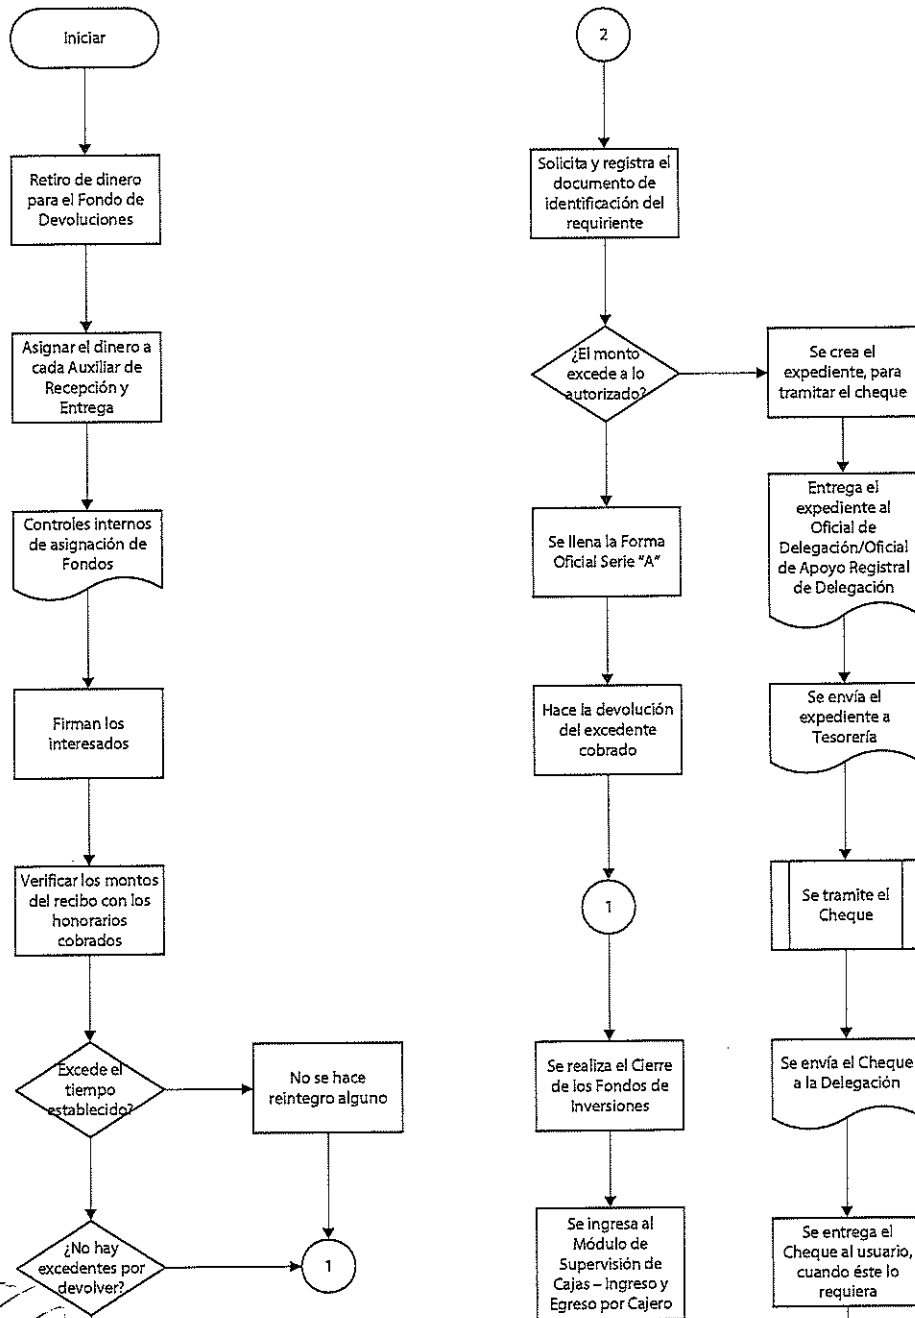 Iniciar
Retiro de dinero
para el Fondo de
Devoluciones
Asignar el dinero a
cada Auxiliar de
Recepción y
Entrega
Controles internos
de asignación de
Fondos
Firman los
interesados
Verificar los montos
del recibo con los
honorarios
cobrados
Excede el
tiempo
establecido?
No se hace
reintegro alguno
¿No hay
excedentes por
devolver?
1
2
Solicita y registra el
documento de
identificación del
requiriente
¿El monto
excede a lo
autorizado?
Se llena la Forma
Oficial Serie "A"
Hace la devolución
del excedente
cobrado
1
Se realiza el Cierre
de los Fondos de
Inversiones
Se ingresa al
Módulo de
Supervisión de
Cajas – Ingreso y
Egreso por Cajero
Se crea el
expediente, para
tramitar el cheque
Entrega el
expediente al
Oficial de
Delegación/Oficial
de Apoyo Registral
de Delegación
Se envía el
expediente a
Tesorería
Se tramite el
Cheque
Se envía el Cheque
a la Delegación
Se entrega el
Cheque al usuario,
cuando éste lo
requiera